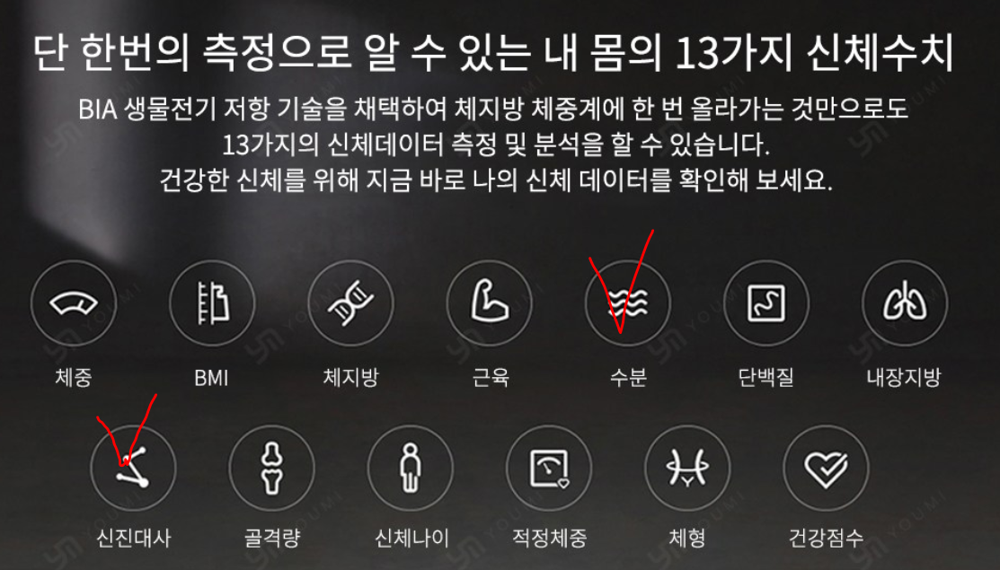 단 한번의 측정으로 알 수 있는 내 몸의 13가지 신체수치
BIA 생물전기 저항 기술을 채택하여 체지방 체중계에 한 번 올라가는 것만으로도
13가지의 신체데이터 측정 및 분석을 할 수 있습니다.
건강한 신체를 위해 지금 바로 나의 신체 데이터를 확인해 보세요.
체중 BMI 체지방 근육 수분 단백질 내장지방
신진대사 골격량 신체나이 적정체중 체형 건강점수
YOUMI